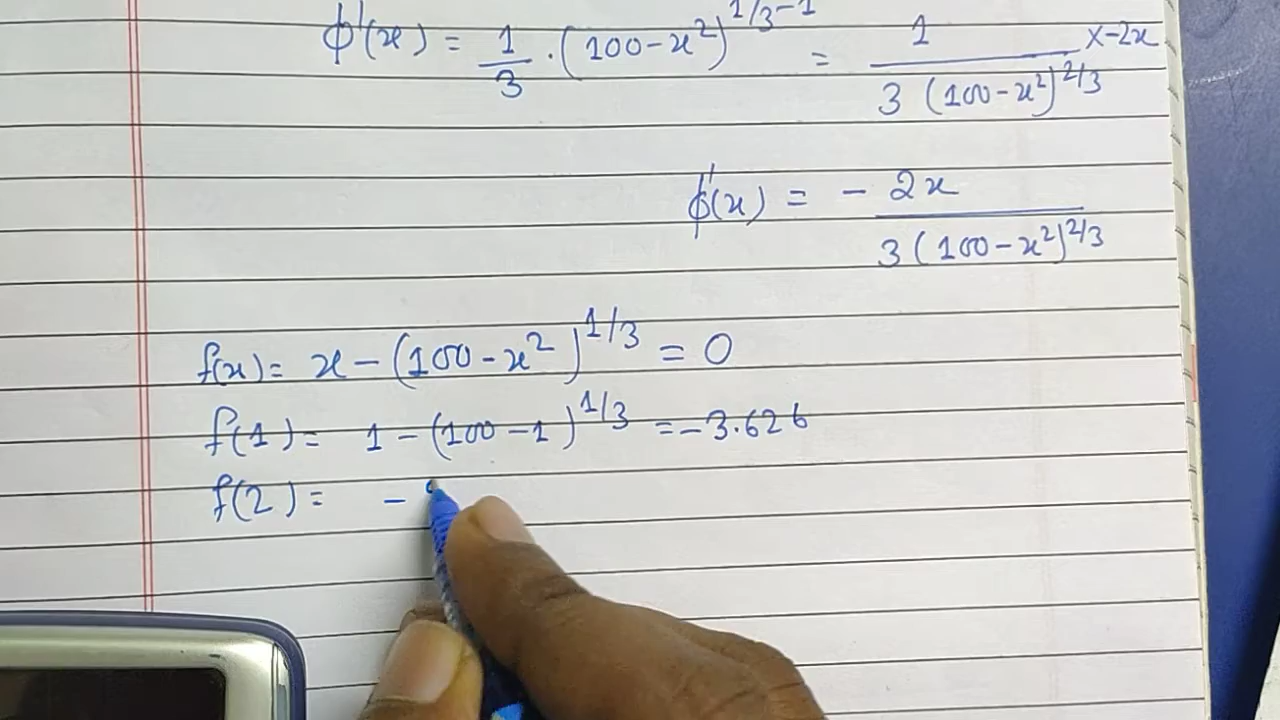 ϕ'(x) = 1/3 · (100-x²)^1/3-1 = 1/3(100-x²)^2/3 x-2x
ϕ'(x) = - 2x/3(100-x²)^2/3
f(x) = x-(100-x²)^1/3 = 0
f(1) = 1-(100-1)^1/3 = -3.626
f(2) = -